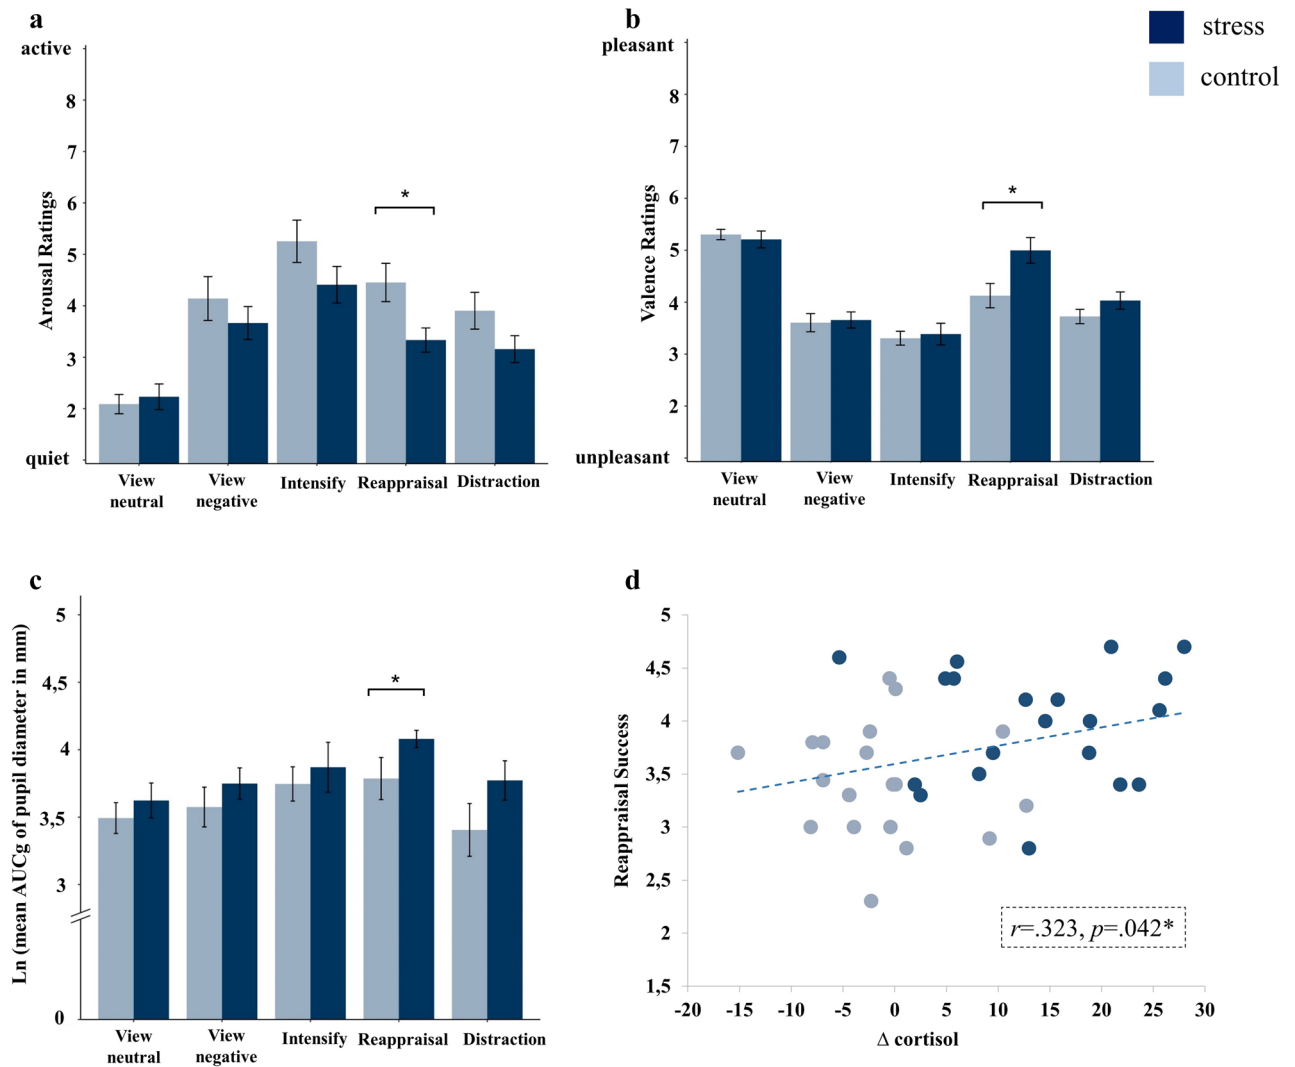 a
active
8
7
6
5
4
3
2
quiet
Arousal Ratings
*
View
neutral
View
negative
Intensify
Reappraisal
Distraction
b
pleasant
8
7
6
5
4
3
2
unpleasant
Valence Ratings
*
View
neutral
View
negative
Intensify
Reappraisal
Distraction
stress
control
c
5
4,5
4
3,5
3
0
Ln (mean AUCg of pupil diameter in mm)
*
View
neutral
View
negative
Intensify
Reappraisal
Distraction
d
5
4,5
4
3,5
3
2,5
2
1,5
Reappraisal Success
r=.323, p=.042*
-20 -15 -10 -5 0 5 10 15 20 25 30
Δ cortisol